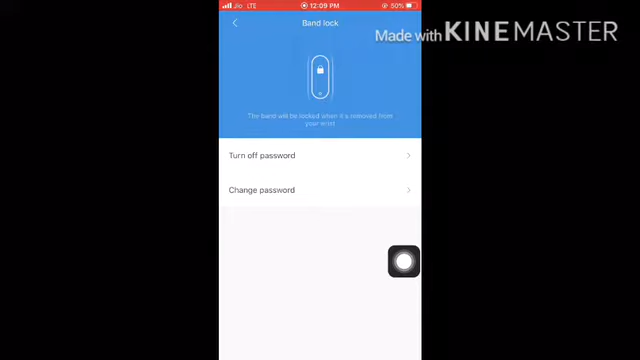 Jio LTE 12:09 PM 50%
Band lock
Made with KINEMASTER
The band will be locked when it's removed from
your wrist
Turn off password
Change password